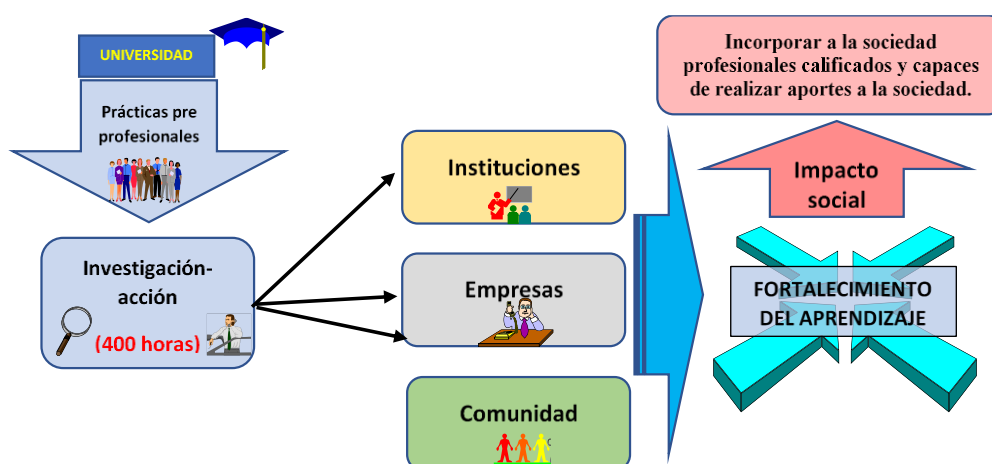 UNIVERSIDAD
Prácticas pre
profesionales
Investigación-
acción
(400 horas)
Instituciones
Empresas
Comunidad
Incorporar a la sociedad
profesionales calificados y capaces
de realizar aportes a la sociedad.
Impacto
social
FORTALECIMIENTO
DEL APRENDIZAJE